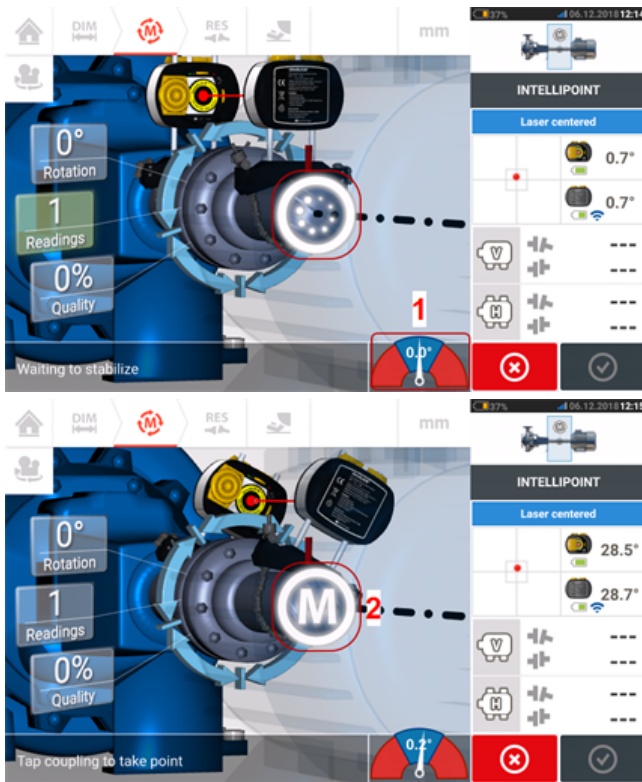 DIM
M
RES
mm
37%
06.12.2018 12:14
INTELLIPOINT
Laser centered
0°
Rotation
1
Readings
0%
Quality
0.7°
0.7°
V
---
---
H
---
---
1
0.0°
Waiting to stabilize
DIM
M
RES
mm
37%
06.12.2018 12:15
INTELLIPOINT
Laser centered
0°
Rotation
1
Readings
0%
Quality
M
2
28.5°
28.7°
V
---
---
H
---
---
0.2°
Tap coupling to take point